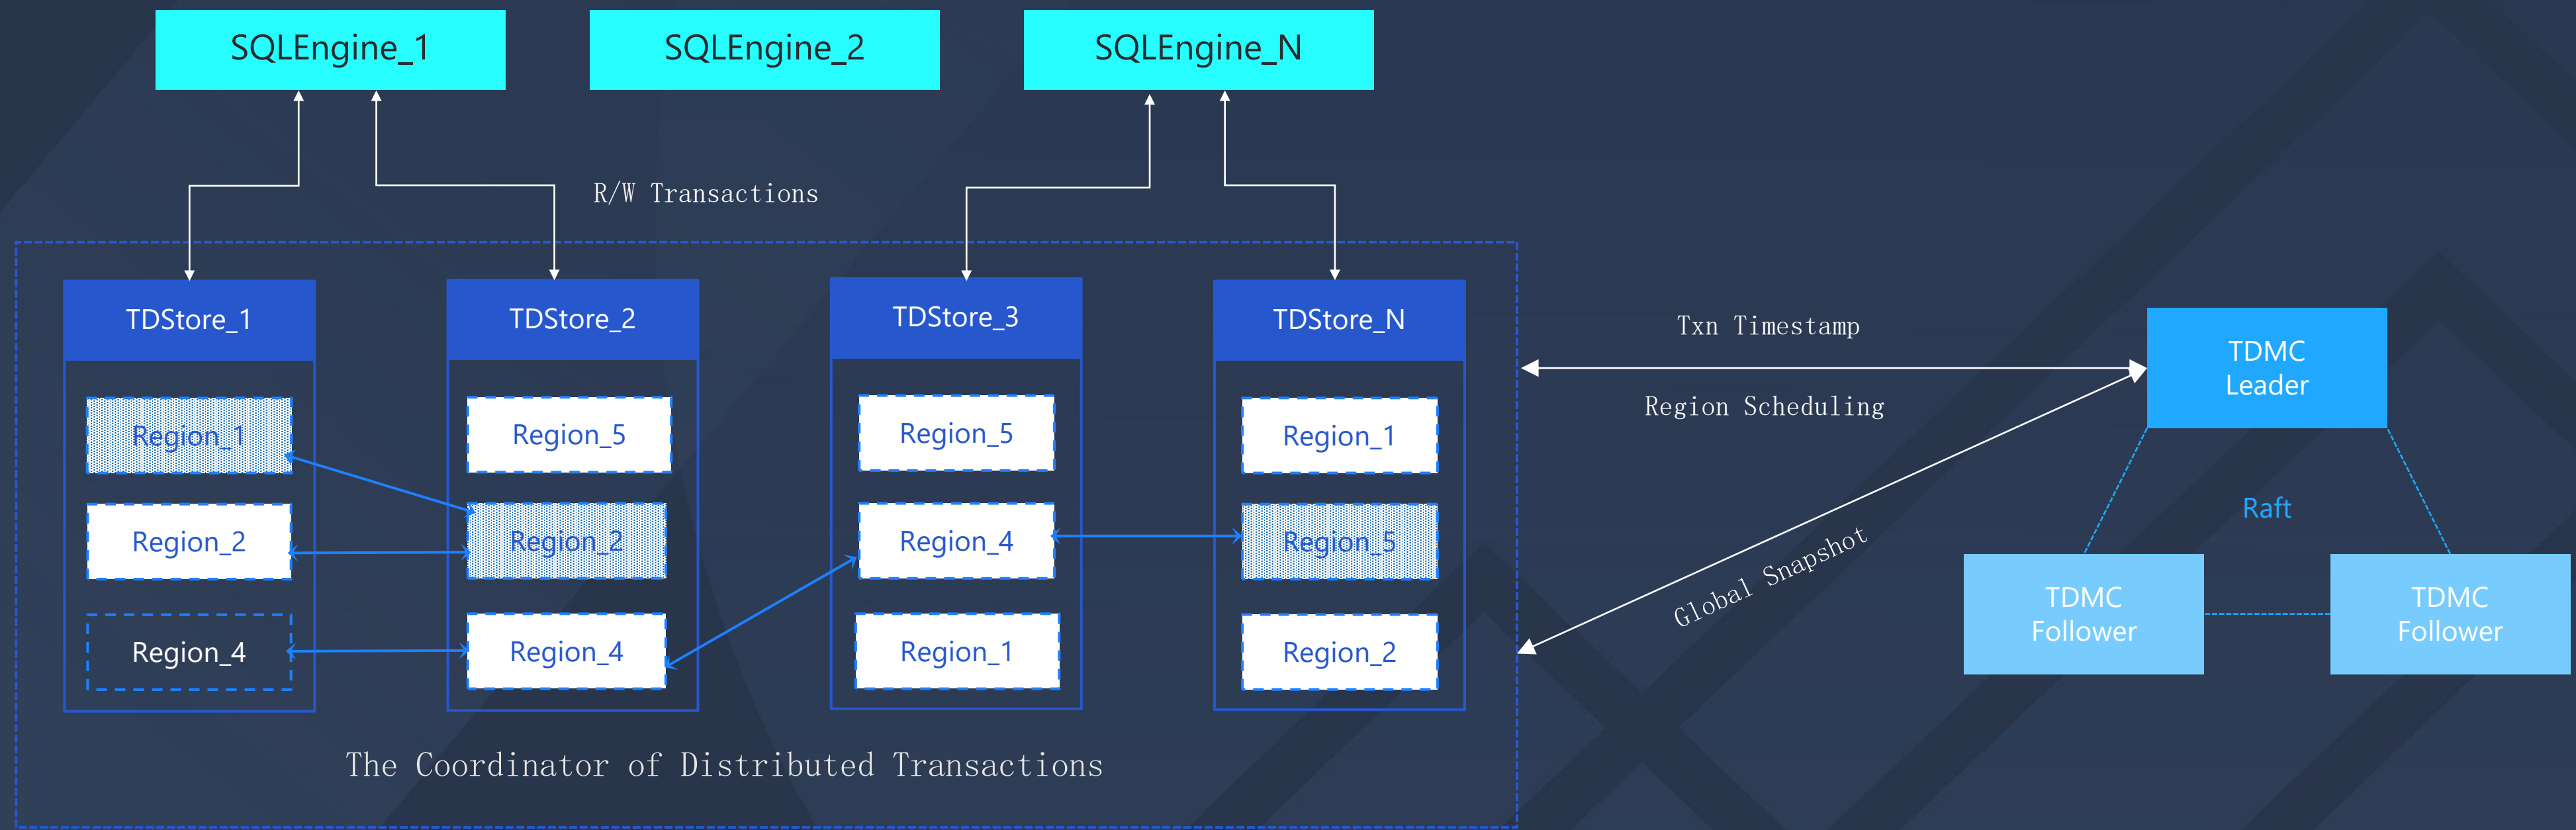 SQLEngine_1
SQLEngine_2
SQLEngine_N
R/W Transactions
TDStore_1
Region_1
Region_2
Region_4
TDStore_2
Region_5
Region_2
Region_4
TDStore_3
Region_5
Region_4
Region_1
TDStore_N
Region_1
Region_5
Region_2
The Coordinator of Distributed Transactions
Txn Timestamp
Region Scheduling
Global Snapshot
TDMC
Leader
Raft
TDMC
Follower
TDMC
Follower